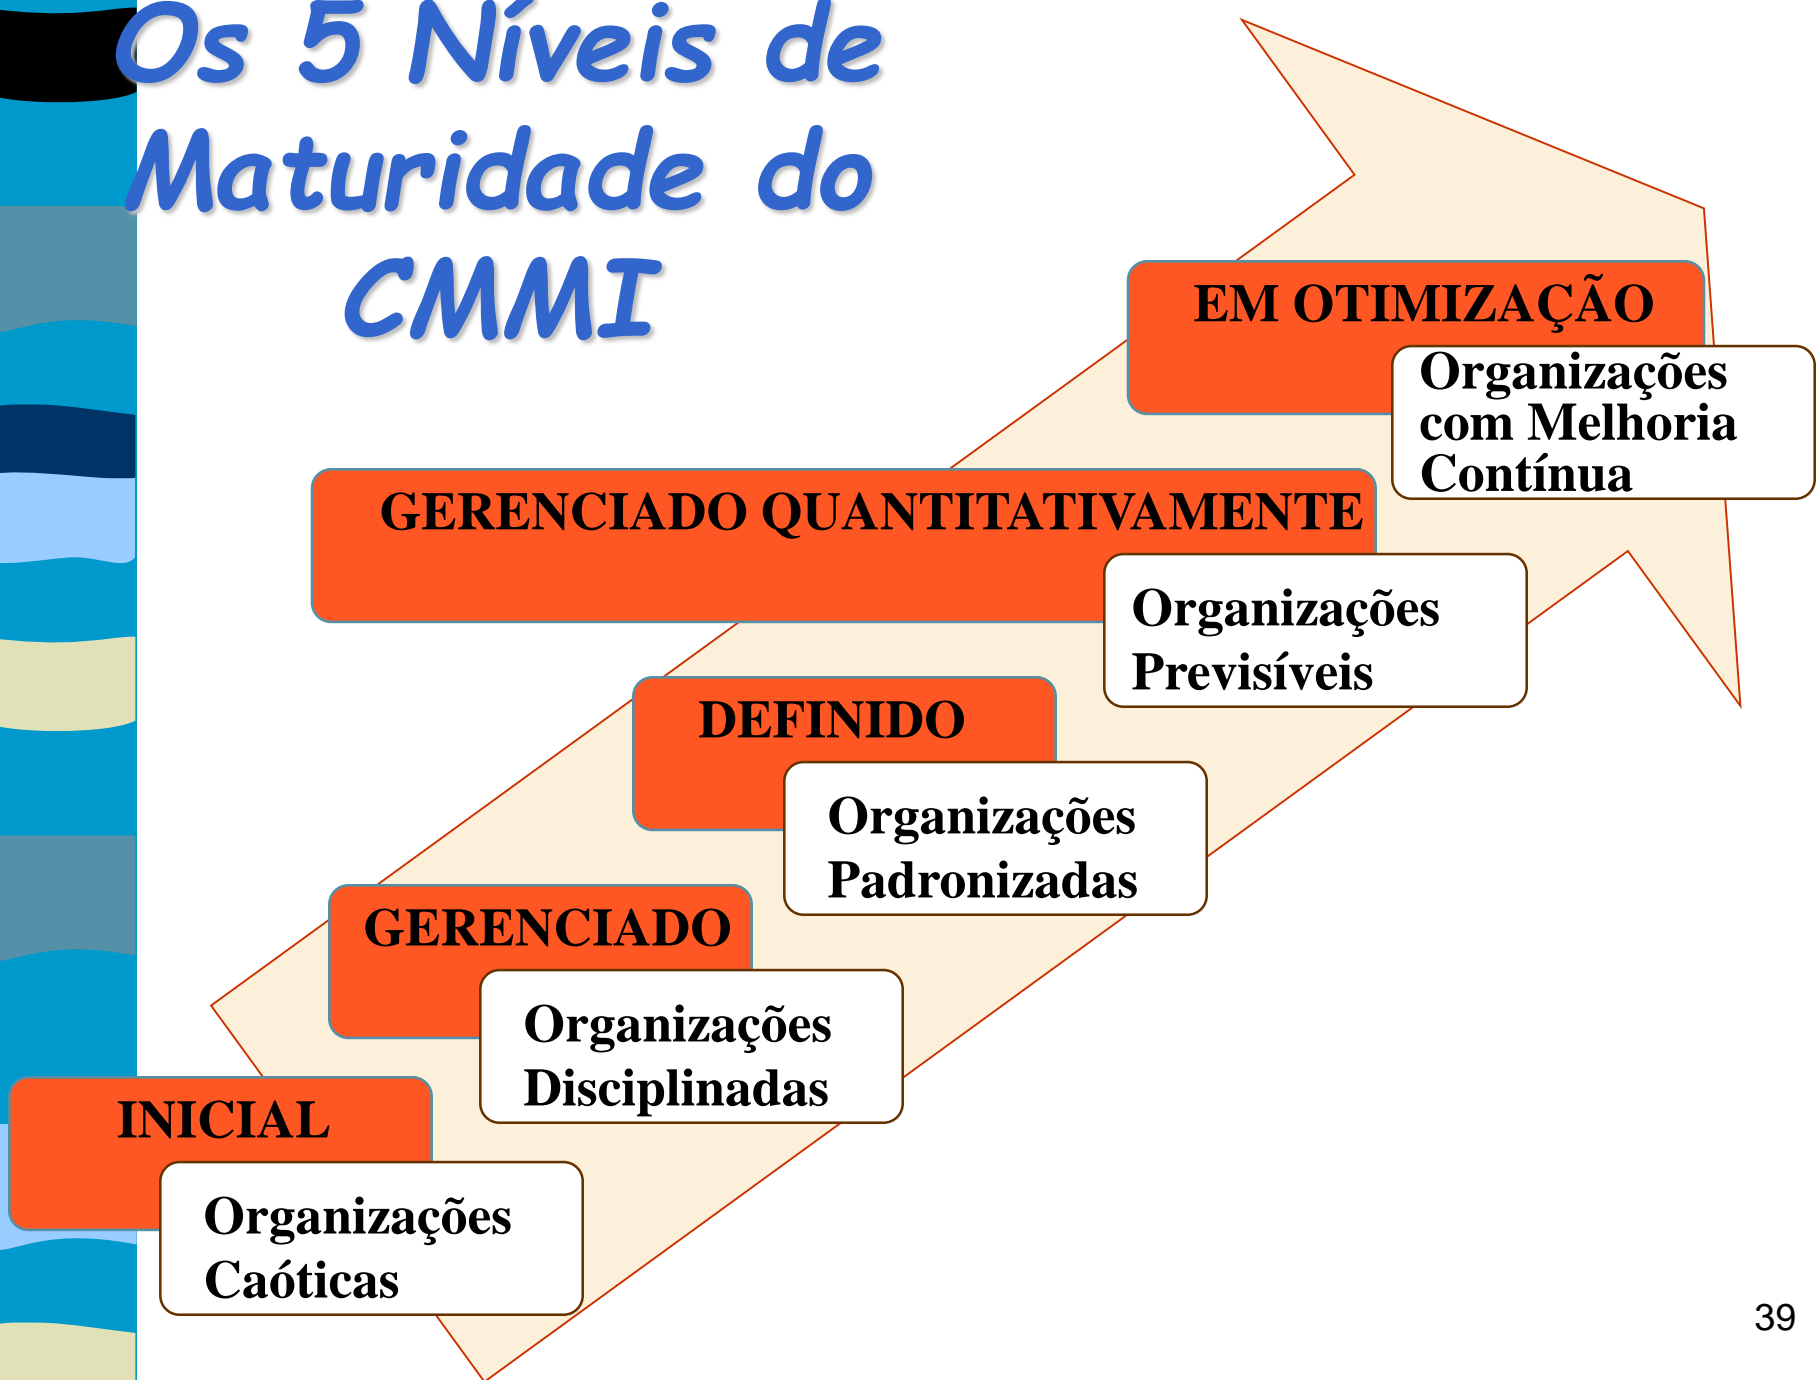 Os 5 Níveis de
Maturidade do
CMMI
EM OTIMIZAÇÃO
Organizações
com Melhoria
Contínua
GERENCIADO QUANTITATIVAMENTE
Organizações
Previsíveis
DEFINIDO
Organizações
Padronizadas
GERENCIADO
Organizações
Disciplinadas
INICIAL
Organizações
Caóticas
39